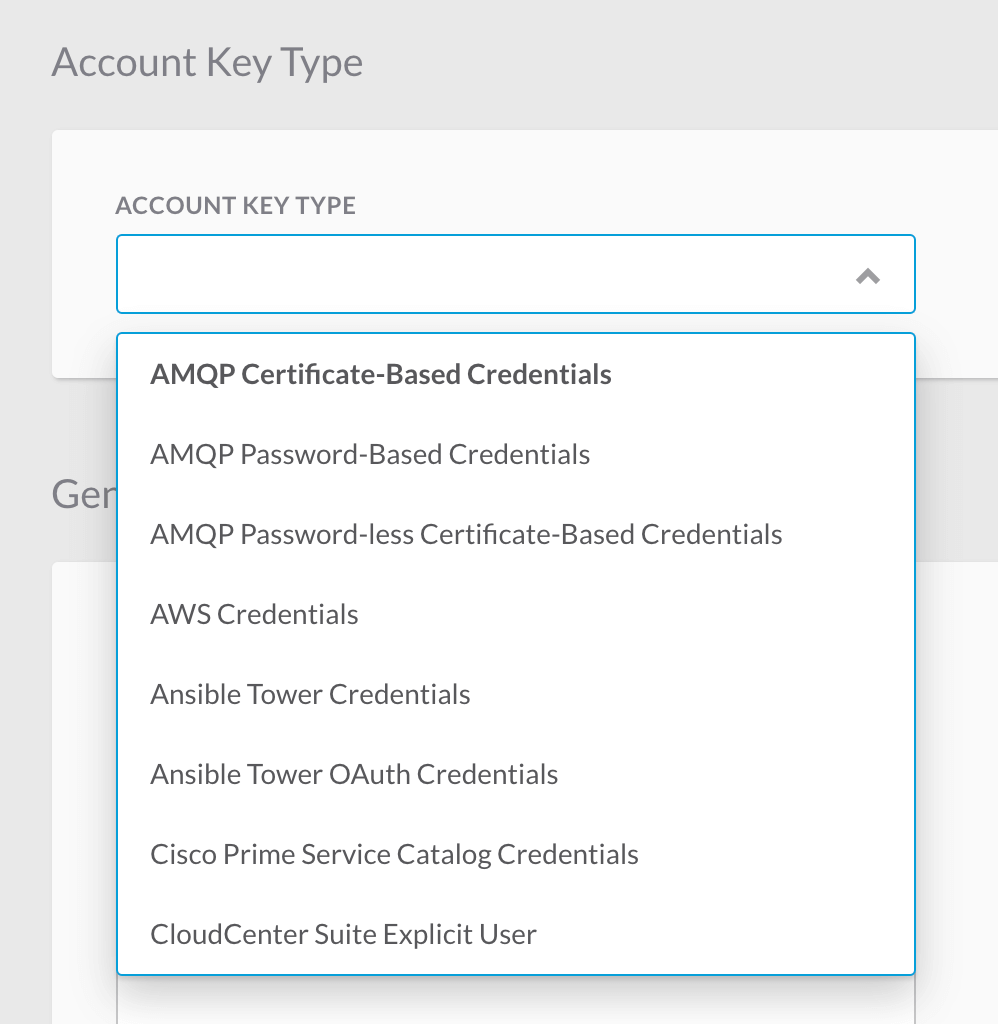 Account Key Type
ACCOUNT KEY TYPE
AMQP Certificate-Based Credentials
AMQP Password-Based Credentials
AMQP Password-less Certificate-Based Credentials
AWS Credentials
Ansible Tower Credentials
Ansible Tower OAuth Credentials
Cisco Prime Service Catalog Credentials
CloudCenter Suite Explicit User